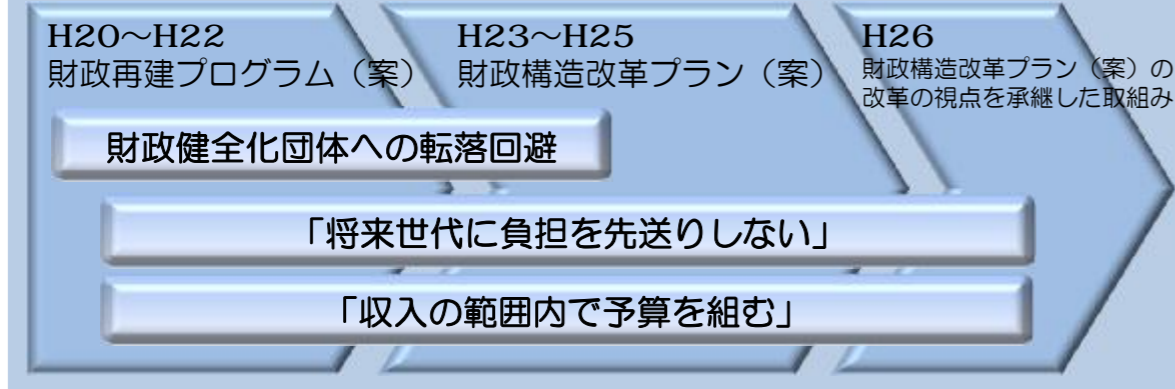 H20～H22
財政再建プログラム（案）
H23～H25
財政構造改革プラン（案）
H26
財政構造改革プラン（案）の
改革の視点を承継した取組み
財政健全化団体への転落回避
「将来世代に負担を先送りしない」
「収入の範囲内で予算を組む」